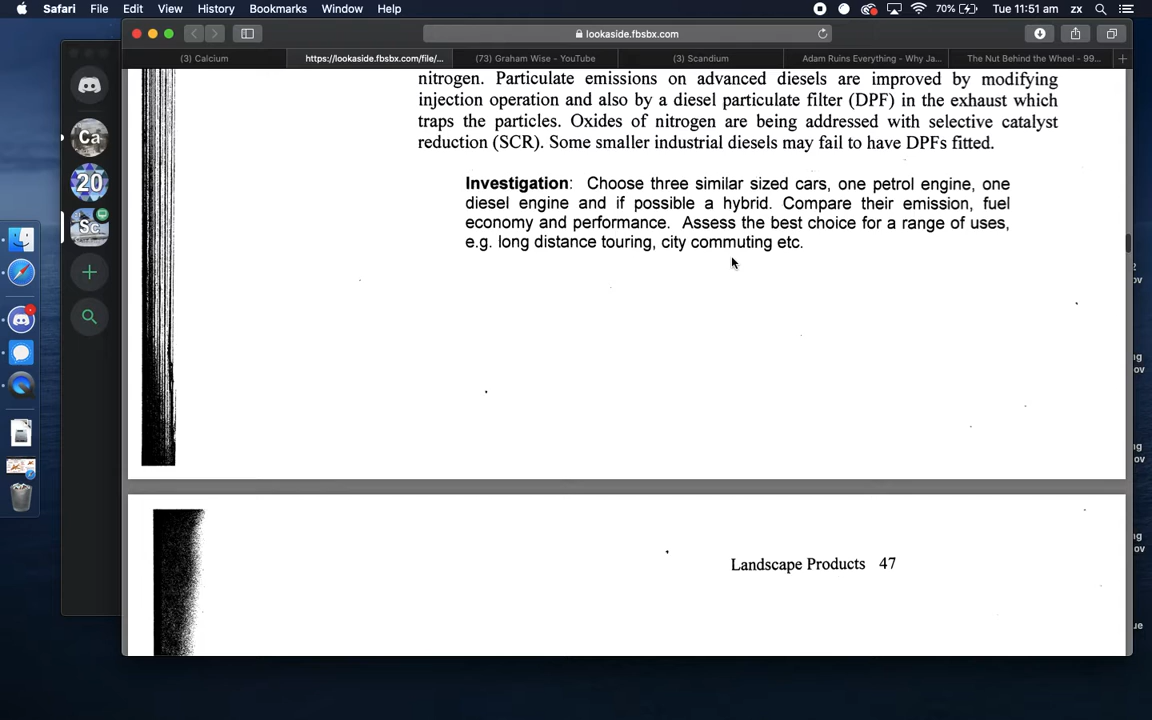 Safari File Edit View History Bookmarks Window Help 70% Tue 11:51 am zx
lookaside.fbsbx.com
(3) Calcium
https://lookaside.fbsbx.com/file/...
(73) Graham Wise - YouTube
(3) Scandium
Adam Ruins Everything - Why Ja...
The Nut Behind the Wheel - 99...
Ca
20
Sc
nitrogen. Particulate emissions on advanced diesels are improved by modifying
injection operation and also by a diesel particulate filter (DPF) in the exhaust which
traps the particles. Oxides of nitrogen are being addressed with selective catalyst
reduction (SCR). Some smaller industrial diesels may fail to have DPFs fitted.
Investigation: Choose three similar sized cars, one petrol engine, one
diesel engine and if possible a hybrid. Compare their emission, fuel
economy and performance. Assess the best choice for a range of uses,
e.g. long distance touring, city commuting etc.
Landscape Products 47